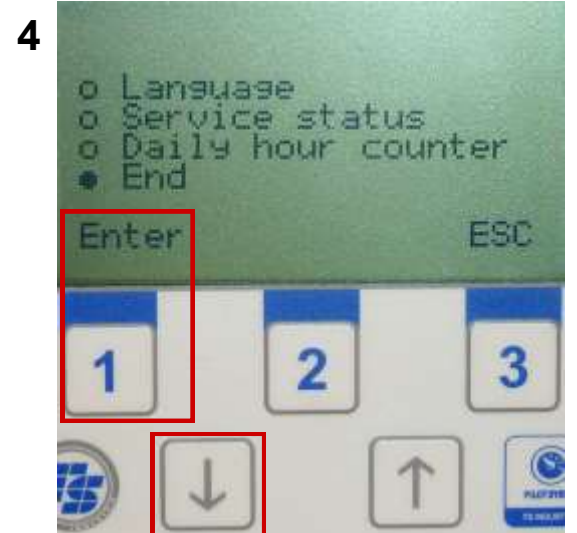 4
o Language
o Service status
o Daily hour counter
● End
Enter ESC
1 2 3
↓ ↑